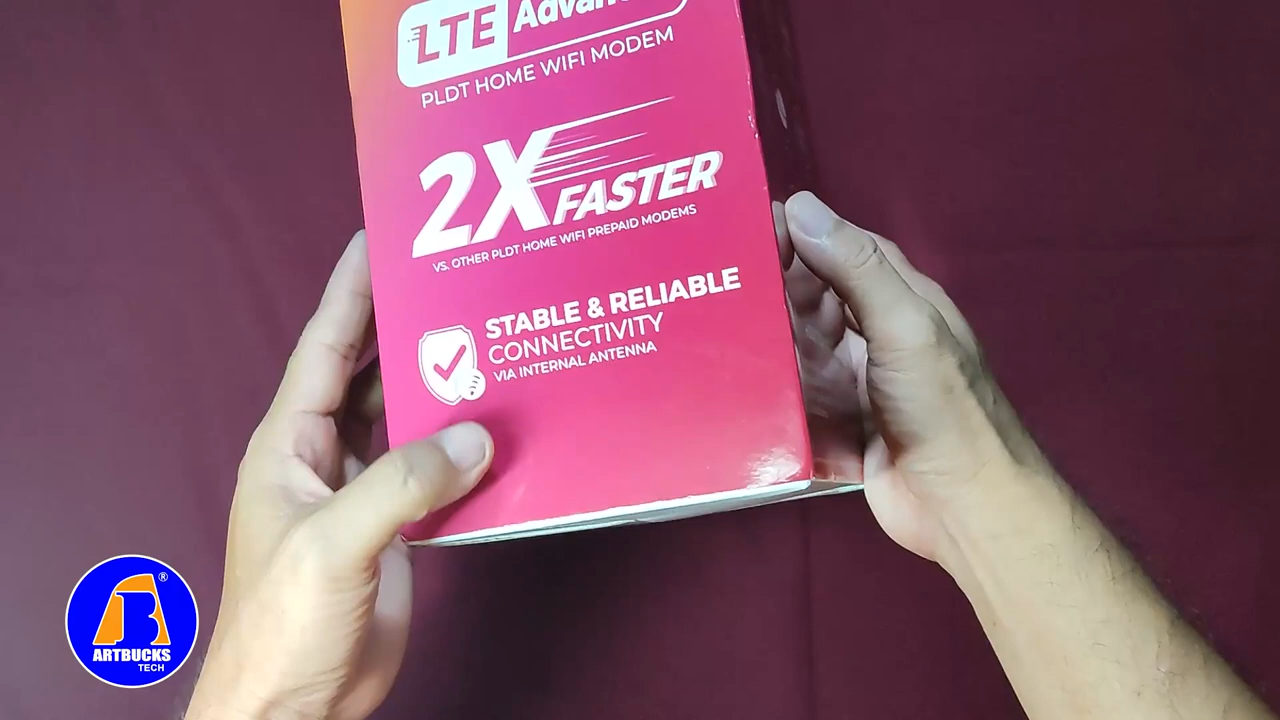 LTE
PLDT HOME WIFI MODEM
2X FASTER
VS. OTHER PLDT HOME WIFI PREPAID MODEMS
STABLE & RELIABLE
CONNECTIVITY
VIA INTERNAL ANTENNA
®
ARTBUCKS
TECH